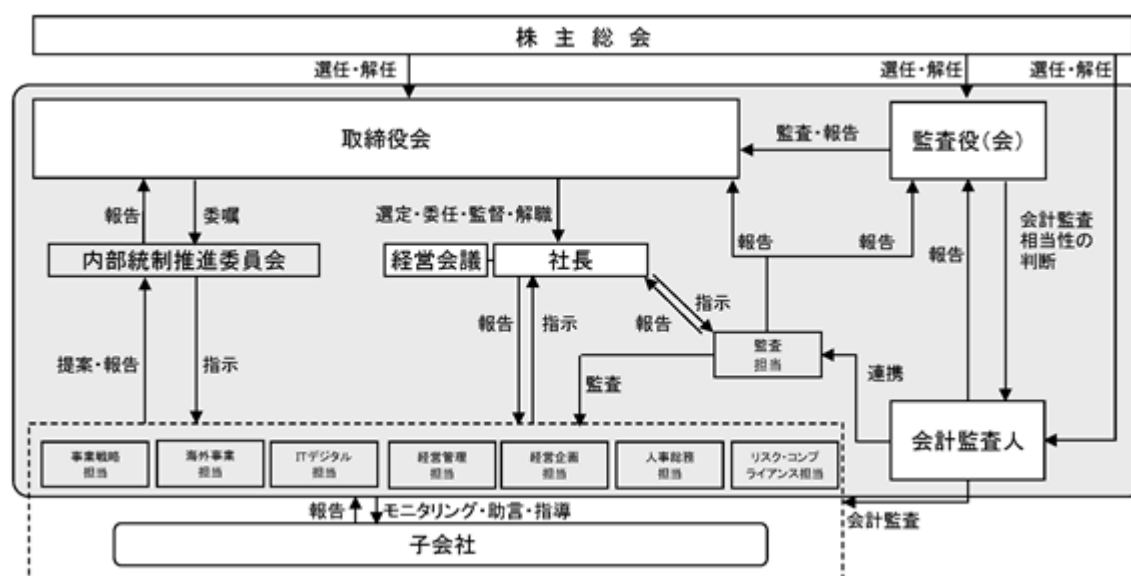 株主総会
選任・解任
選任・解任
選任・解任
取締役会
監査・報告
監査役(会)
報告
委嘱
選定・委任・監督・解職
報告
報告
報告
会計監査
相当性の
判断
内部統制推進委員会
経営会議
社長
指示
報告
報告
指示
監査
担当
提案・報告
指示
監査
連携
会計監査人
事業戦略
担当
海外事業
担当
ITデジタル
担当
経営管理
担当
経営企画
担当
人事総務
担当
リスク・コンプ
ライアンス担当
報告
モニタリング・助言・指導
会計監査
子会社